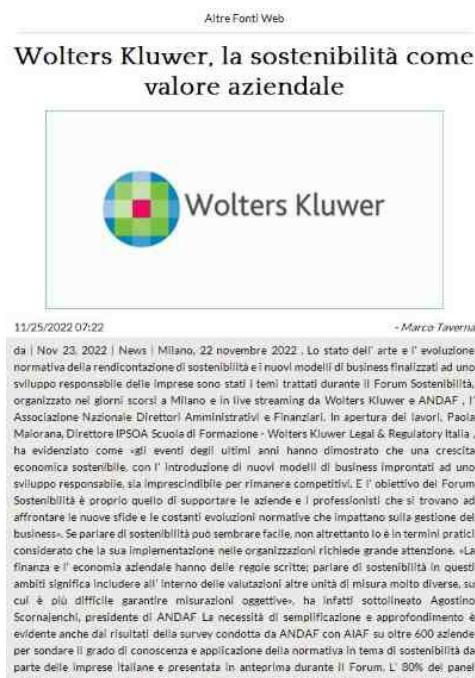 Altre Fonti Web
Wolters Kluwer, la sostenibilità come
valore aziendale
Wolters Kluwer
11/25/2022 07:22
- Marco Taverna
da | Nov 23, 2022 | News | Milano, 22 novembre 2022 . Lo stato dell' arte e l' evoluzione
normativa della rendicontazione di sostenibilità e i nuovi modelli di business finalizzati ad uno
sviluppo responsabile delle imprese sono stati i temi trattati durante il Forum Sostenibilità,
organizzato nei giorni scorsi a Milano e in live streaming da Wolters Kluwer e ANDAF , l'
Associazione Nazionale Direttori Amministrativi e Finanziari. In apertura dei lavori, Paola
Maiorana, Direttore IPSOA Scuola di Formazione - Wolters Kluwer Legal & Regulatory Italia ,
ha evidenziato come «gli eventi degli ultimi anni hanno dimostrato che una crescita
economica sostenibile, con l' introduzione di nuovi modelli di business improntati ad uno
sviluppo responsabile, sia imprescindibile per rimanere competitivi. E l' obiettivo del Forum
Sostenibilità è proprio quello di supportare le aziende e i professionisti che si trovano ad
affrontare le nuove sfide e le costanti evoluzioni normative che impattano sulla gestione del
business». Se parlare di sostenibilità può sembrare facile, non altrettanto lo è in termini pratici
considerato che la sua implementazione nelle organizzazioni richiede grande attenzione. «La
finanza e l' economia aziendale hanno delle regole scritte; parlare di sostenibilità in questi
ambiti significa includere all' interno delle valutazioni altre unità di misura molto diverse, su
cui è più difficile garantire misurazioni oggettive», ha infatti sottolineato Agostino
Scornajenchi, presidente di ANDAF La necessità di semplificazione e approfondimento è
evidente anche dai risultati della survey condotta da ANDAF con AIAF su oltre 600 aziende
per sondare il grado di conoscenza e applicazione della normativa in tema di sostenibilità da
parte delle imprese italiane e presentata in anteprima durante il Forum. L' 80% del panel